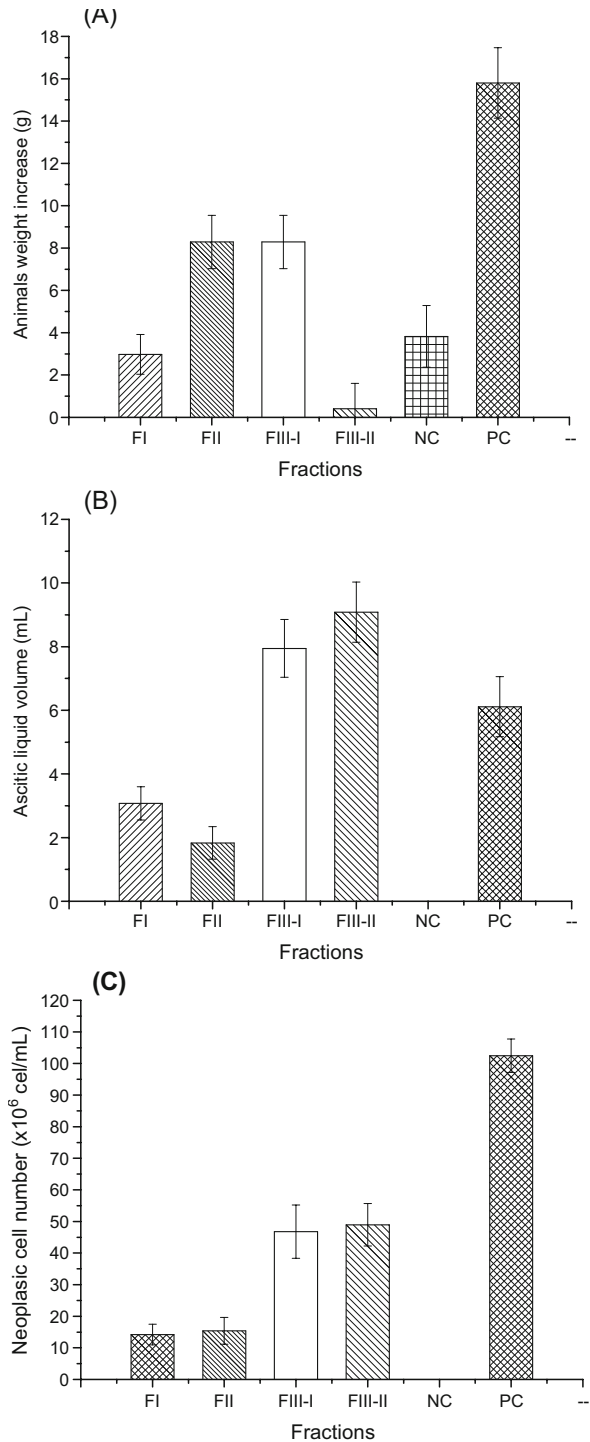 (A)
Animals weight increase (g)
18
16
14
12
10
8
6
4
2
0
FI FII FIII-I FIII-II NC PC --
Fractions
(B)
Ascitic liquid volume (mL)
12
10
8
6
4
2
0
FI FII FIII-I FIII-II NC PC --
Fractions
(C)
Neoplasic cell number (x10⁶ cel/mL)
120
110
100
90
80
70
60
50
40
30
20
10
0
FI FII FIII-I FIII-II NC PC --
Fractions